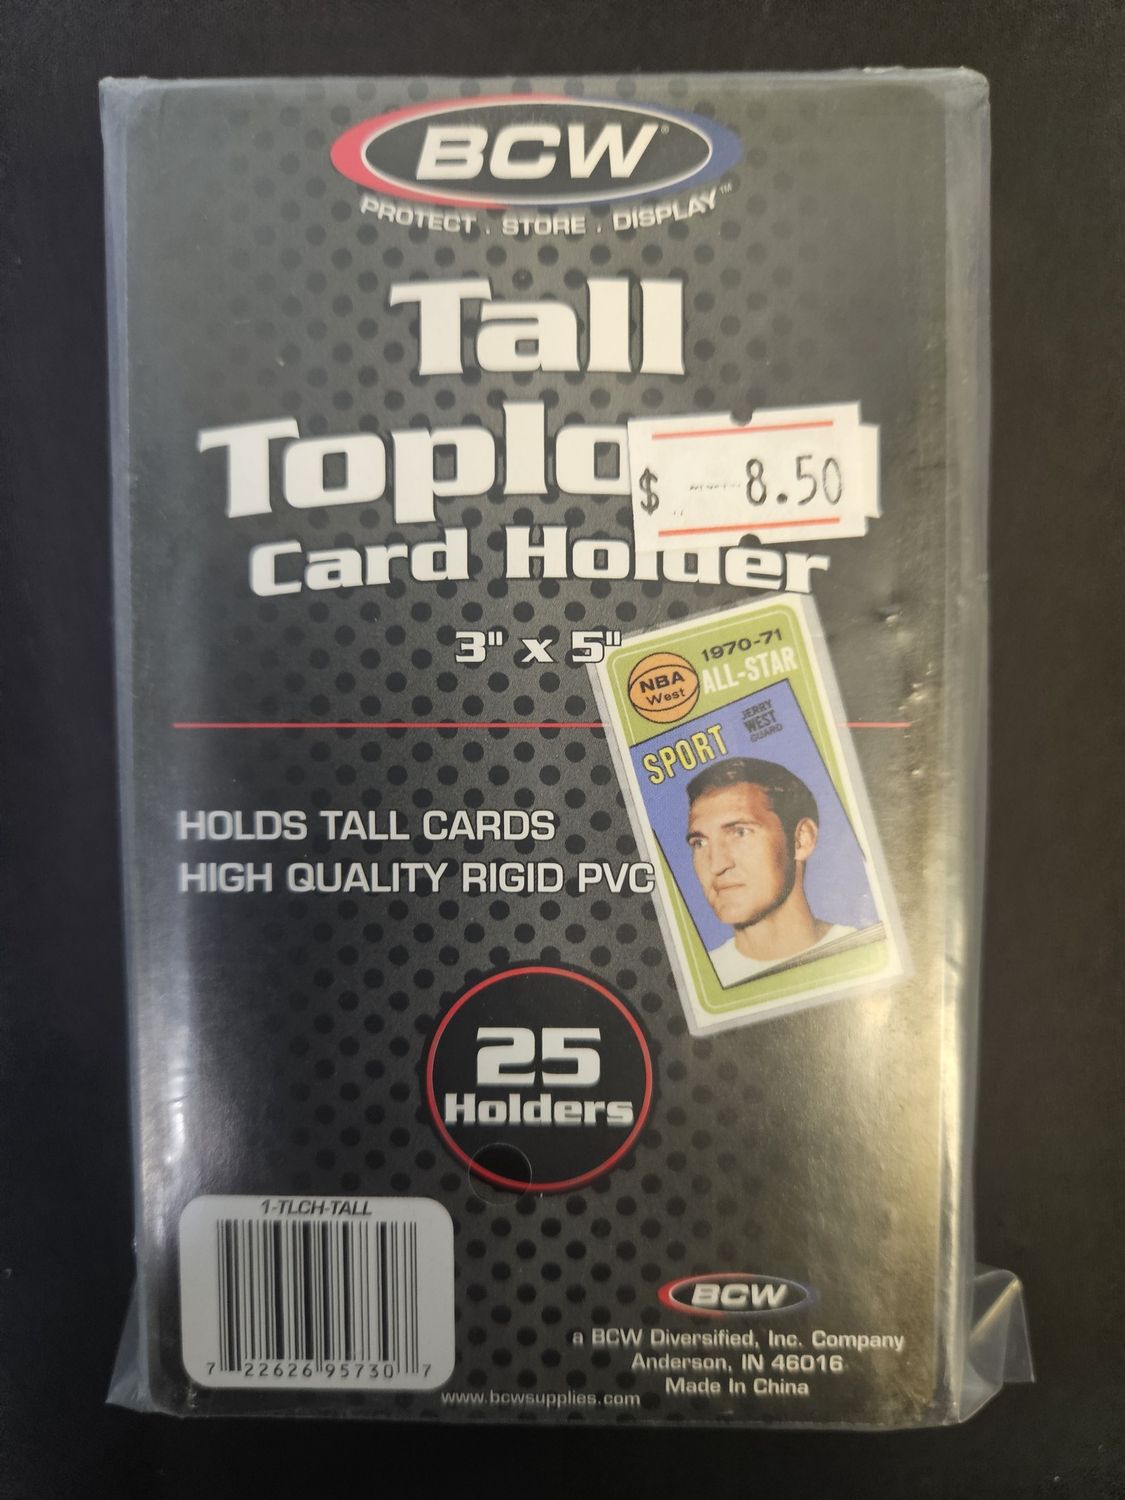 BCW®
PROTECT . STORE . DISPLAY™
Tall
$ 8.50
Card Holder
3" x 5"
1970-71
NBA
West
ALL-STAR
JERRY
WEST
GUARD
SPORT
HOLDS TALL CARDS
HIGH QUALITY RIGID PVC
25
Holders
1-TLCH-TALL
7 22626 95730 7
BCW
a BCW Diversified, Inc. Company
Anderson, IN 46016
Made In China
www.bcwsupplies.com